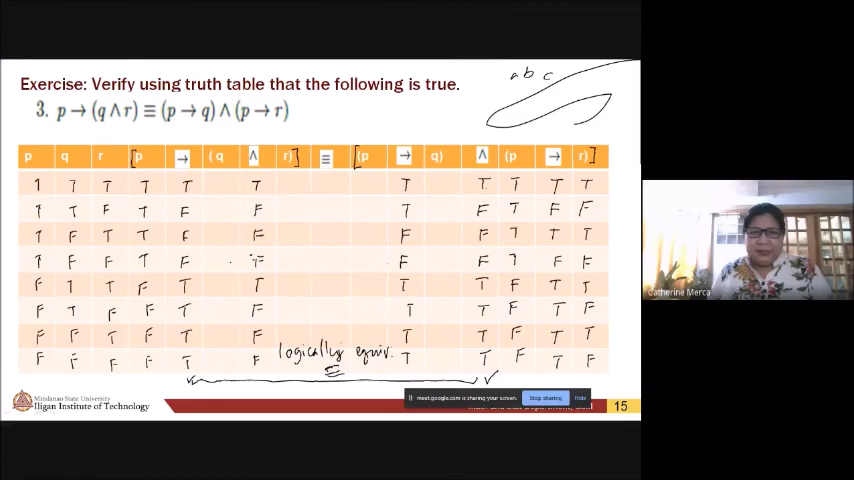 Exercise: Verify using truth table that the following is true.
a b c
3. p → (q ∧ r) ≡ (p → q) ∧ (p → r)
p q r [p → (q ∧ r)] ≡ [(p → q) ∧ (p → r)]
T T T T T T T T T T T
T T F T F F T F T F F
T F T T F F F F T T T
T F F T F F F F T F F
F T T F T T T T F T T
F T F F T F T T F T F
F F T F T F T T F T T
F F F F T F T T F T F
logically equiv.
≡
Catherine Merca
Mindanao State University
Iligan Institute of Technology
meet.google.com is sharing your screen.
Stop sharing
Hide
15